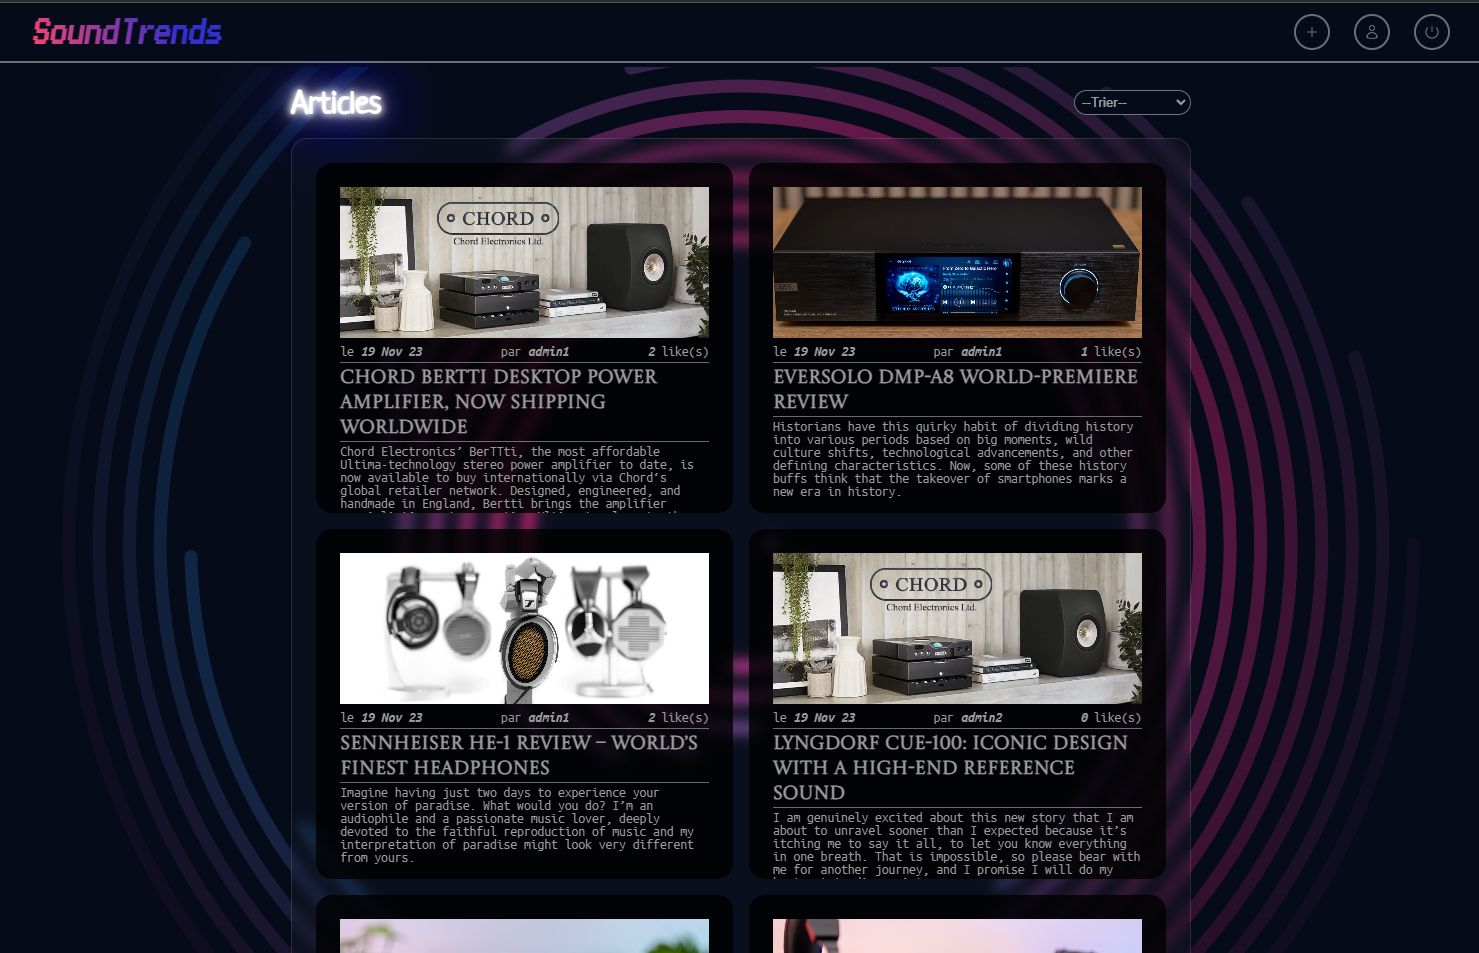 SoundTrends
Articles
--Trier--
CHORD
Chord Electronics Ltd.
le 19 Nov 23 par admin1 2 like(s)
CHORD BERTTI DESKTOP POWER
AMPLIFIER, NOW SHIPPING
WORLDWIDE
Chord Electronics’ BerTTti, the most affordable
Ultima-technology stereo power amplifier to date, is
now available to buy internationally via Chord‘s
global retailer network. Designed, engineered, and
handmade in England, Bertti brings the amplifier
From Zero to Galactic Hero
le 19 Nov 23 par admin1 1 like(s)
EVERSOLO DMP-A8 WORLD-PREMIERE
REVIEW
Historians have this quirky habit of dividing history
into various periods based on big moments, wild
culture shifts, technological advancements, and other
defining characteristics. Now, some of these history
buffs think that the takeover of smartphones marks a
new era in history.
le 19 Nov 23 par admin1 2 like(s)
SENNHEISER HE-1 REVIEW – WORLD’S
FINEST HEADPHONES
Imagine having just two days to experience your
version of paradise. What would you do? I’m an
audiophile and a passionate music lover, deeply
devoted to the faithful reproduction of music and my
interpretation of paradise might look very different
from yours.
CHORD
Chord Electronics Ltd.
le 19 Nov 23 par admin2 0 like(s)
LYNGDORF CUE-100: ICONIC DESIGN
WITH A HIGH-END REFERENCE
SOUND
I am genuinely excited about this new story that I am
about to unravel sooner than I expected because it’s
itching me to say it all, to let you know everything
in one breath. That is impossible, so please bear with
me for another journey, and I promise I will do my